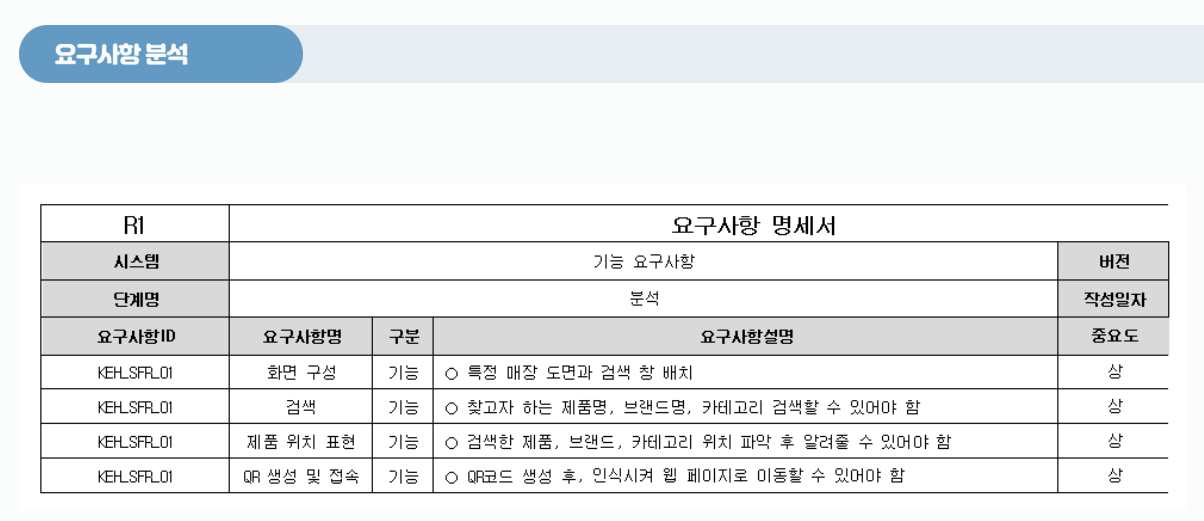 요구사항 분석
R1 요구사항 명세서
시스템 기능 요구사항 버전
단계명 분석 작성일자
요구사항ID 요구사항명 구분 요구사항설명 중요도
KEH_SFR_01 화면 구성 기능 ○ 특정 매장 도면과 검색 창 배치 상
KEH_SFR_01 검색 기능 ○ 찾고자 하는 제품명, 브랜드명, 카테고리 검색할 수 있어야 함 상
KEH_SFR_01 제품 위치 표현 기능 ○ 검색한 제품, 브랜드, 카테고리 위치 파악 후 알려줄 수 있어야 함 상
KEH_SFR_01 QR 생성 및 접속 기능 ○ QR코드 생성 후, 인식시켜 웹 페이지로 이동할 수 있어야 함 상